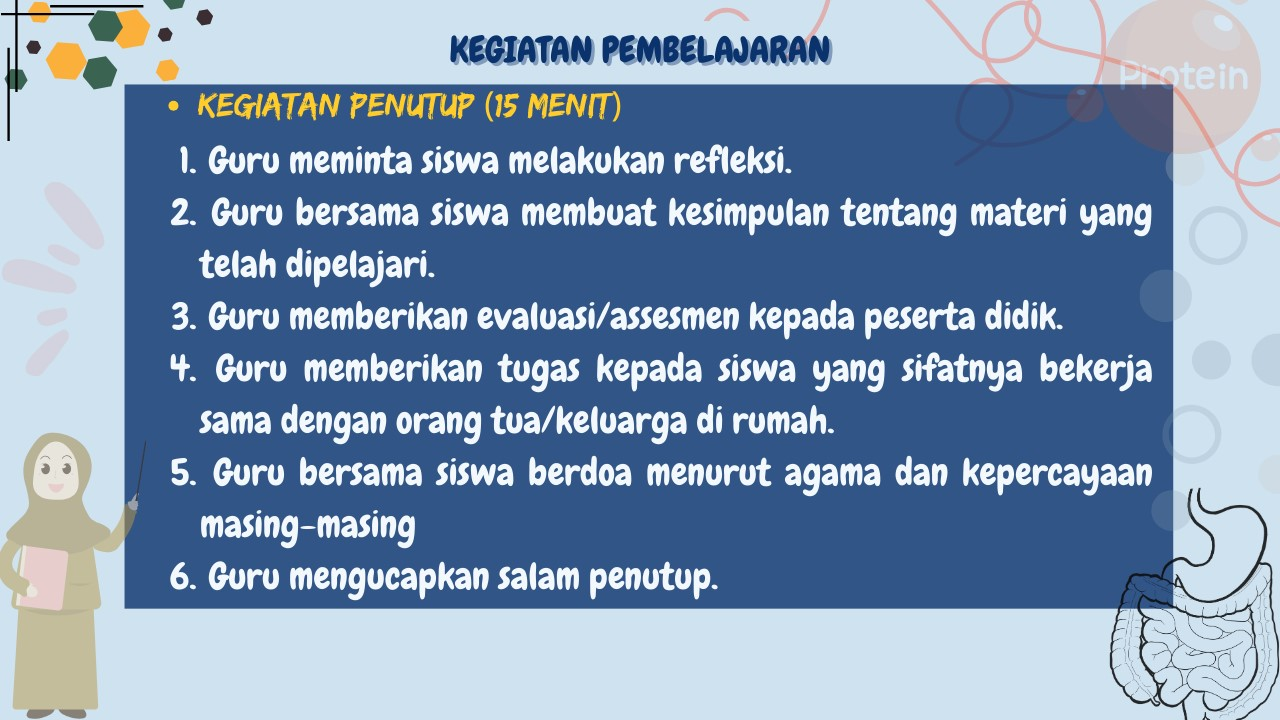 KEGIATAN PEMBELAJARAN
Protein
• KEGIATAN PENUTUP (15 MENIT)
1. Guru meminta siswa melakukan refleksi.
2. Guru bersama siswa membuat kesimpulan tentang materi yang
telah dipelajari.
3. Guru memberikan evaluasi/assesmen kepada peserta didik.
4. Guru memberikan tugas kepada siswa yang sifatnya bekerja
sama dengan orang tua/keluarga di rumah.
5. Guru bersama siswa berdoa menurut agama dan kepercayaan
masing-masing
6. Guru mengucapkan salam penutup.